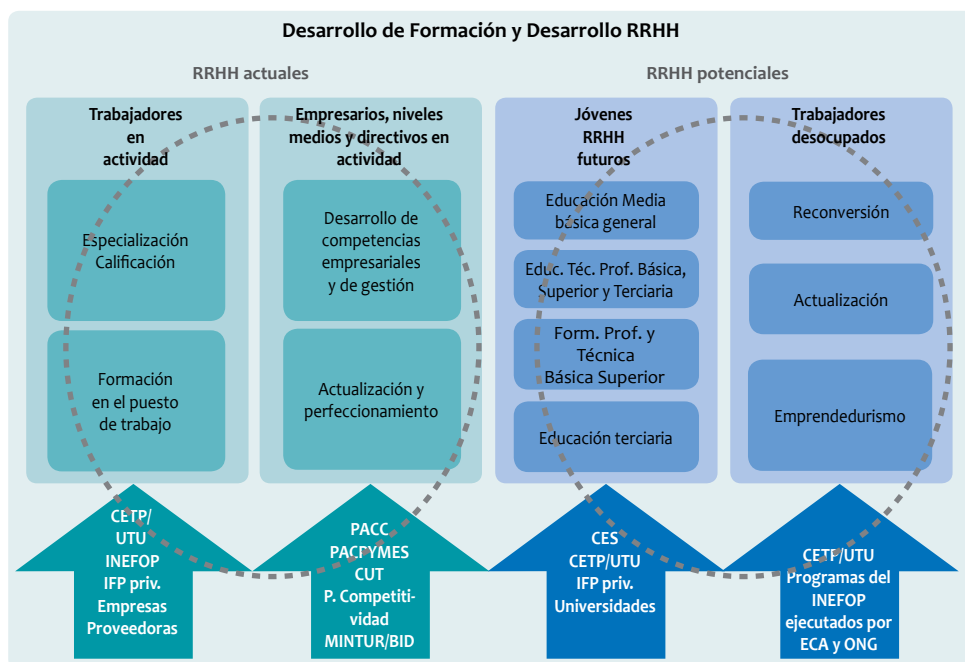 Desarrollo de Formación y Desarrollo RRHH
RRHH actuales
RRHH potenciales
Trabajadores
en
actividad
Especialización
Calificación
Formación
en el puesto
de trabajo
CETP/
UTU
INEFOP
IFP priv.
Empresas
Proveedoras
Empresarios, niveles
medios y directivos en
actividad
Desarrollo de
competencias
empresariales
y de gestión
Actualización y
perfeccionamiento
PACC
PACPYMES
CUT
P. Competiti-
vidad
MINTUR/BID
Jóvenes
RRHH
futuros
Educación Media
básica general
Educ. Téc. Prof. Básica,
Superior y Terciaria
Form. Prof. y
Técnica
Básica Superior
Educación terciaria
CES
CETP/UTU
IFP priv.
Universidades
Trabajadores
desocupados
Reconversión
Actualización
Emprendedurismo
CETP/UTU
Programas del
INEFOP
ejecutados por
ECA y ONG